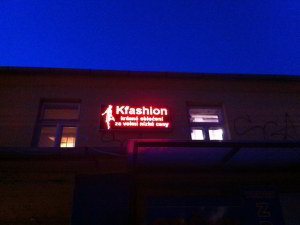 Kfashion
krásné oblečení
za velmi nízké ceny